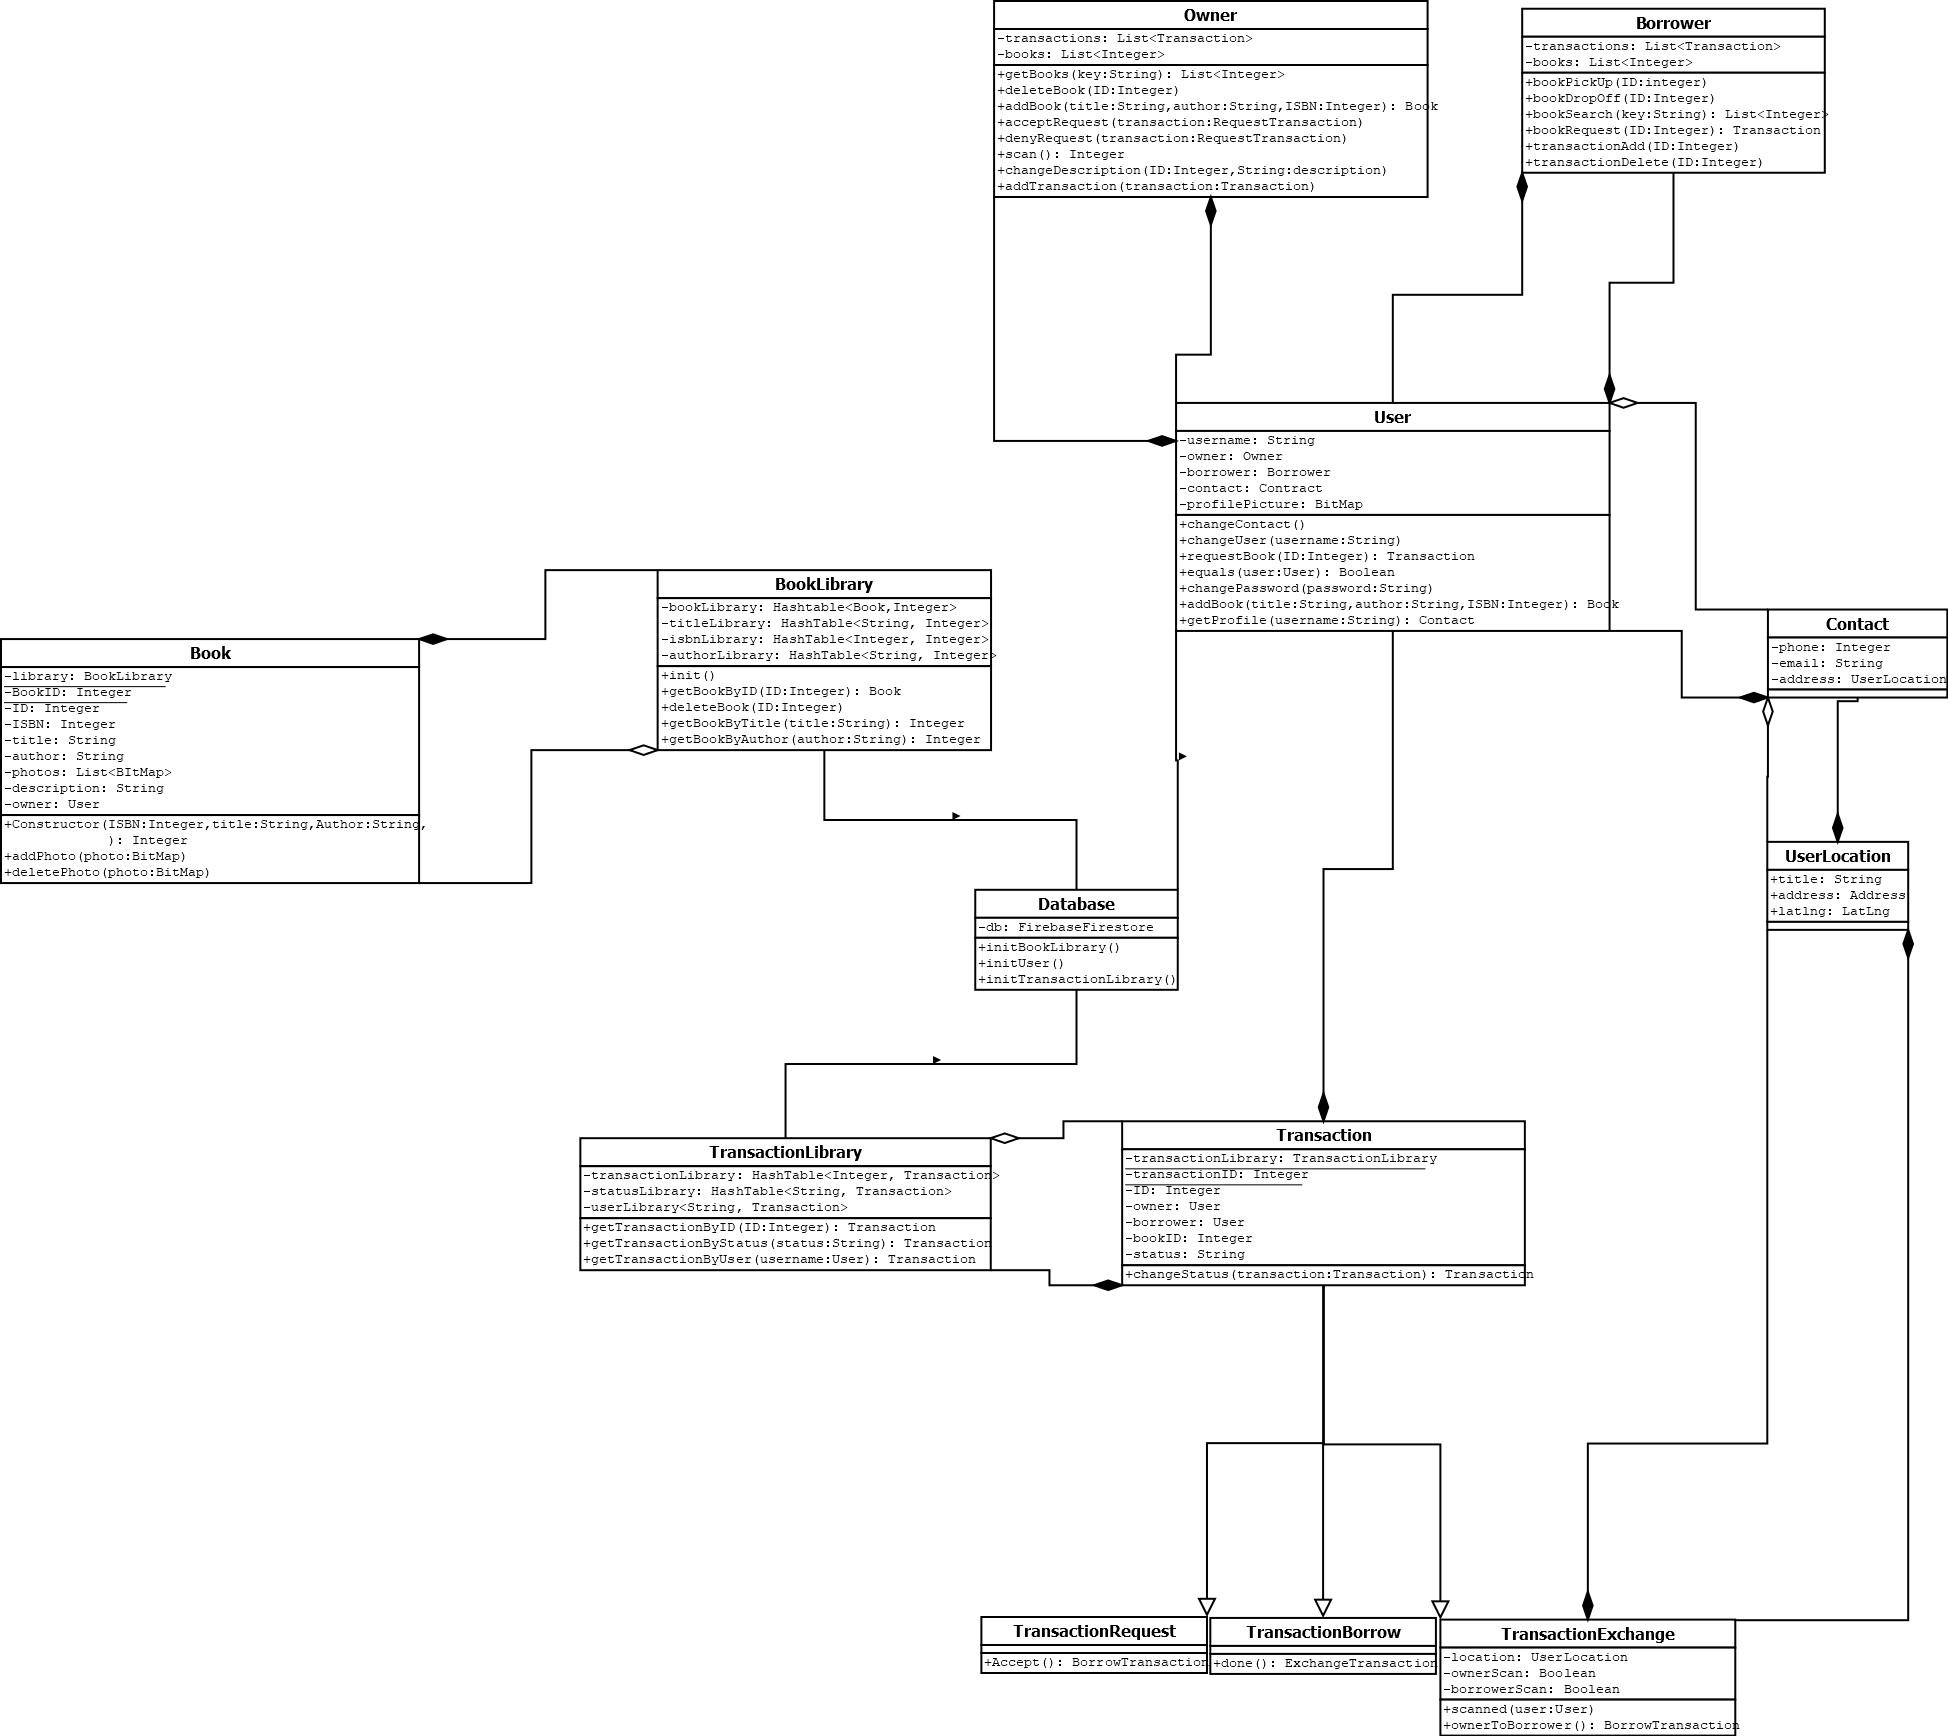 Owner
-transactions: List<Transaction>
-books: List<Integer>
+getBooks(key:String): List<Integer>
+deleteBook(ID:Integer)
+addBook(title:String,author:String,ISBN:Integer): Book
+acceptRequest(transaction:RequestTransaction)
+denyRequest(transaction:RequestTransaction)
+scan(): Integer
+changeDescription(ID:Integer,String:description)
+addTransaction(transaction:Transaction)
Borrower
-transactions: List<Transaction>
-books: List<Integer>
+bookPickUp(ID:integer)
+bookDropOff(ID:Integer)
+bookSearch(key:String): List<Integer>
+bookRequest(ID:Integer): Transaction
+transactionAdd(ID:Integer)
+transactionDelete(ID:Integer)
User
-username: String
-owner: Owner
-borrower: Borrower
-contact: Contract
-profilePicture: BitMap
+changeContact()
+changeUser(username:String)
+requestBook(ID:Integer): Transaction
+equals(user:User): Boolean
+changePassword(password:String)
+addBook(title:String,author:String,ISBN:Integer): Book
+getProfile(username:String): Contact
BookLibrary
-bookLibrary: Hashtable<Book,Integer>
-titleLibrary: HashTable<String, Integer>
-isbnLibrary: HashTable<Integer, Integer>
-authorLibrary: HashTable<String, Integer>
+init()
+getBookByID(ID:Integer): Book
+deleteBook(ID:Integer)
+getBookByTitle(title:String): Integer
+getBookByAuthor(author:String): Integer
Contact
-phone: Integer
-email: String
-address: UserLocation
Book
-library: BookLibrary
-BookID: Integer
-ID: Integer
-ISBN: Integer
-title: String
-author: String
-photos: List<BItMap>
-description: String
-owner: User
+Constructor(ISBN:Integer,title:String,Author:String,
): Integer
+addPhoto(photo:BitMap)
+deletePhoto(photo:BitMap)
UserLocation
+title: String
+address: Address
+latlng: LatLng
Database
-db: FirebaseFirestore
+initBookLibrary()
+initUser()
+initTransactionLibrary()
TransactionLibrary
-transactionLibrary: HashTable<Integer, Transaction>
-statusLibrary: HashTable<String, Transaction>
-userLibrary<String, Transaction>
+getTransactionByID(ID:Integer): Transaction
+getTransactionByStatus(status:String): Transaction
+getTransactionByUser(username:User): Transaction
Transaction
-transactionLibrary: TransactionLibrary
-transactionID: Integer
-ID: Integer
-owner: User
-borrower: User
-bookID: Integer
-status: String
+changeStatus(transaction:Transaction): Transaction
TransactionRequest
+Accept(): BorrowTransaction
TransactionBorrow
+done(): ExchangeTransaction
TransactionExchange
-location: UserLocation
-ownerScan: Boolean
-borrowerScan: Boolean
+scanned(user:User)
+ownerToBorrower(): BorrowTransaction